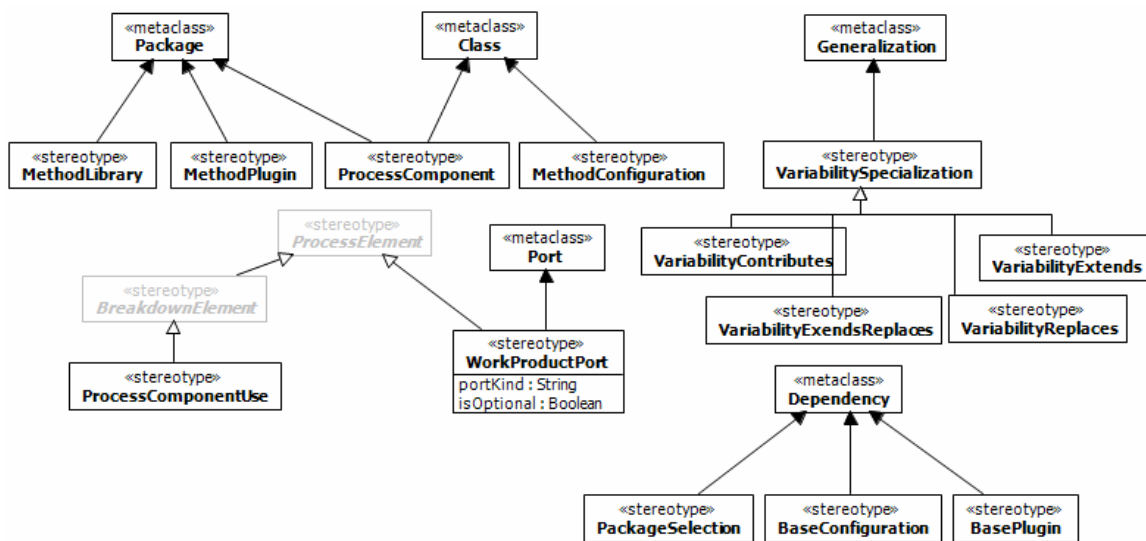 «metaclass»
Package
«metaclass»
Class
«metaclass»
Generalization
«stereotype»
MethodLibrary
«stereotype»
MethodPlugin
«stereotype»
ProcessComponent
«stereotype»
MethodConfiguration
«stereotype»
VariabilitySpecialization
«stereotype»
ProcessElement
«metaclass»
Port
«stereotype»
VariabilityContributes
«stereotype»
VariabilityExtends
«stereotype»
BreakdownElement
«stereotype»
VariabilityExendsReplaces
«stereotype»
VariabilityReplaces
«stereotype»
ProcessComponentUse
«stereotype»
WorkProductPort
portKind : String
isOptional : Boolean
«metaclass»
Dependency
«stereotype»
PackageSelection
«stereotype»
BaseConfiguration
«stereotype»
BasePlugin